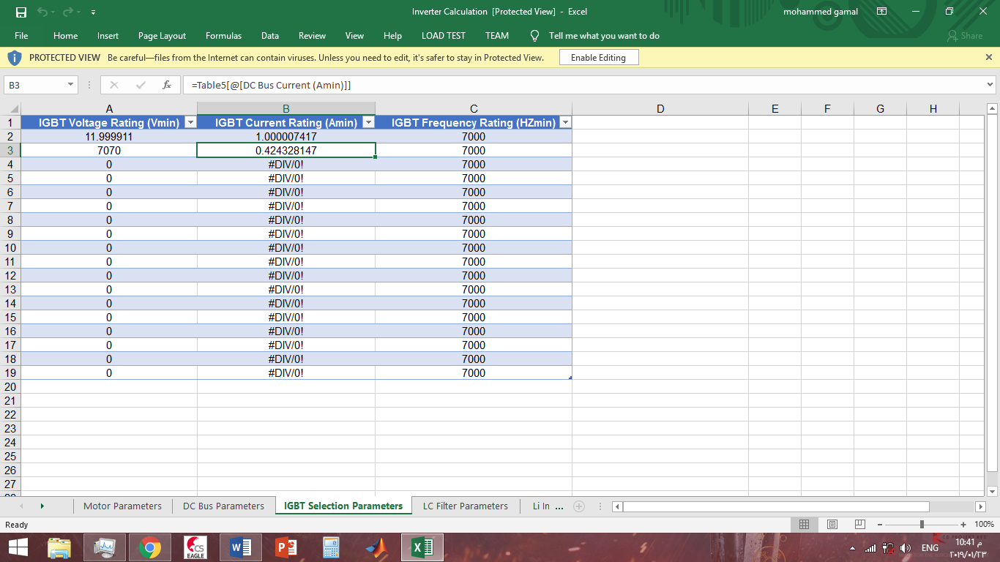 Inverter Calculation [Protected View] - Excel
mohammed gamal
File Home Insert Page Layout Formulas Data Review View Help LOAD TEST TEAM Tell me what you want to do Share
PROTECTED VIEW Be careful—files from the Internet can contain viruses. Unless you need to edit, it's safer to stay in Protected View. Enable Editing
B3 fx =Table5[@[DC Bus Current (Amin)]]
A B C D E F G H
1 IGBT Voltage Rating (Vmin) IGBT Current Rating (Amin) IGBT Frequency Rating (HZmin)
2 11.999911 1.000007417 7000
3 7070 0.424328147 7000
4 0 #DIV/0! 7000
5 0 #DIV/0! 7000
6 0 #DIV/0! 7000
7 0 #DIV/0! 7000
8 0 #DIV/0! 7000
9 0 #DIV/0! 7000
10 0 #DIV/0! 7000
11 0 #DIV/0! 7000
12 0 #DIV/0! 7000
13 0 #DIV/0! 7000
14 0 #DIV/0! 7000
15 0 #DIV/0! 7000
16 0 #DIV/0! 7000
17 0 #DIV/0! 7000
18 0 #DIV/0! 7000
19 0 #DIV/0! 7000
20
21
22
23
24
25
26
27
Motor Parameters DC Bus Parameters IGBT Selection Parameters LC Filter Parameters Li In ...
Ready 100%
CS EAGLE
ENG
10:41 م
٢٠١٩/٠١/٢٣